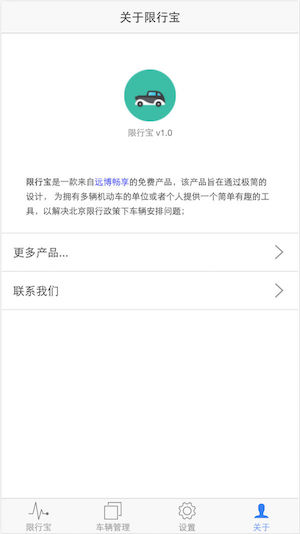 关于限行宝
限行宝 v1.0
限行宝是一款来自远博畅享的免费产品，该产品旨在通过极简的
设计， 为拥有多辆机动车的单位或者个人提供一个简单有趣的工
具，以解决北京限行政策下车辆安排问题；
更多产品...
联系我们
限行宝 车辆管理 设置 关于